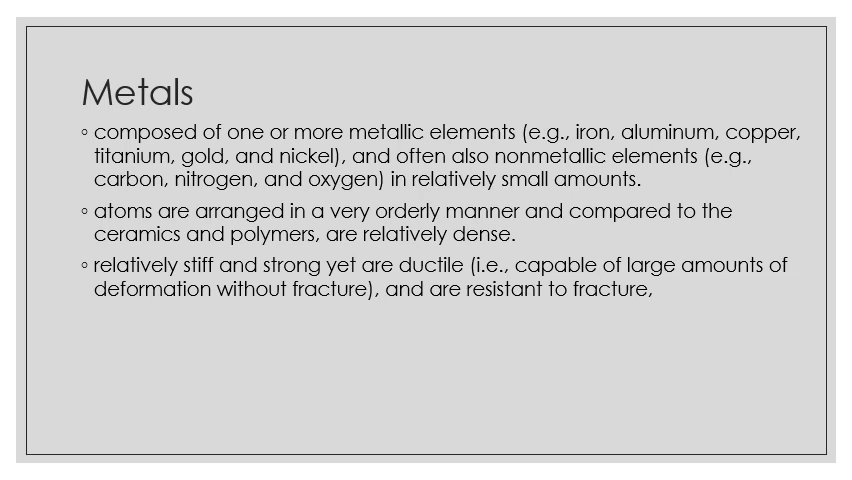 Metals
◦ composed of one or more metallic elements (e.g., iron, aluminum, copper,
titanium, gold, and nickel), and often also nonmetallic elements (e.g.,
carbon, nitrogen, and oxygen) in relatively small amounts.
◦ atoms are arranged in a very orderly manner and compared to the
ceramics and polymers, are relatively dense.
◦ relatively stiff and strong yet are ductile (i.e., capable of large amounts of
deformation without fracture), and are resistant to fracture,